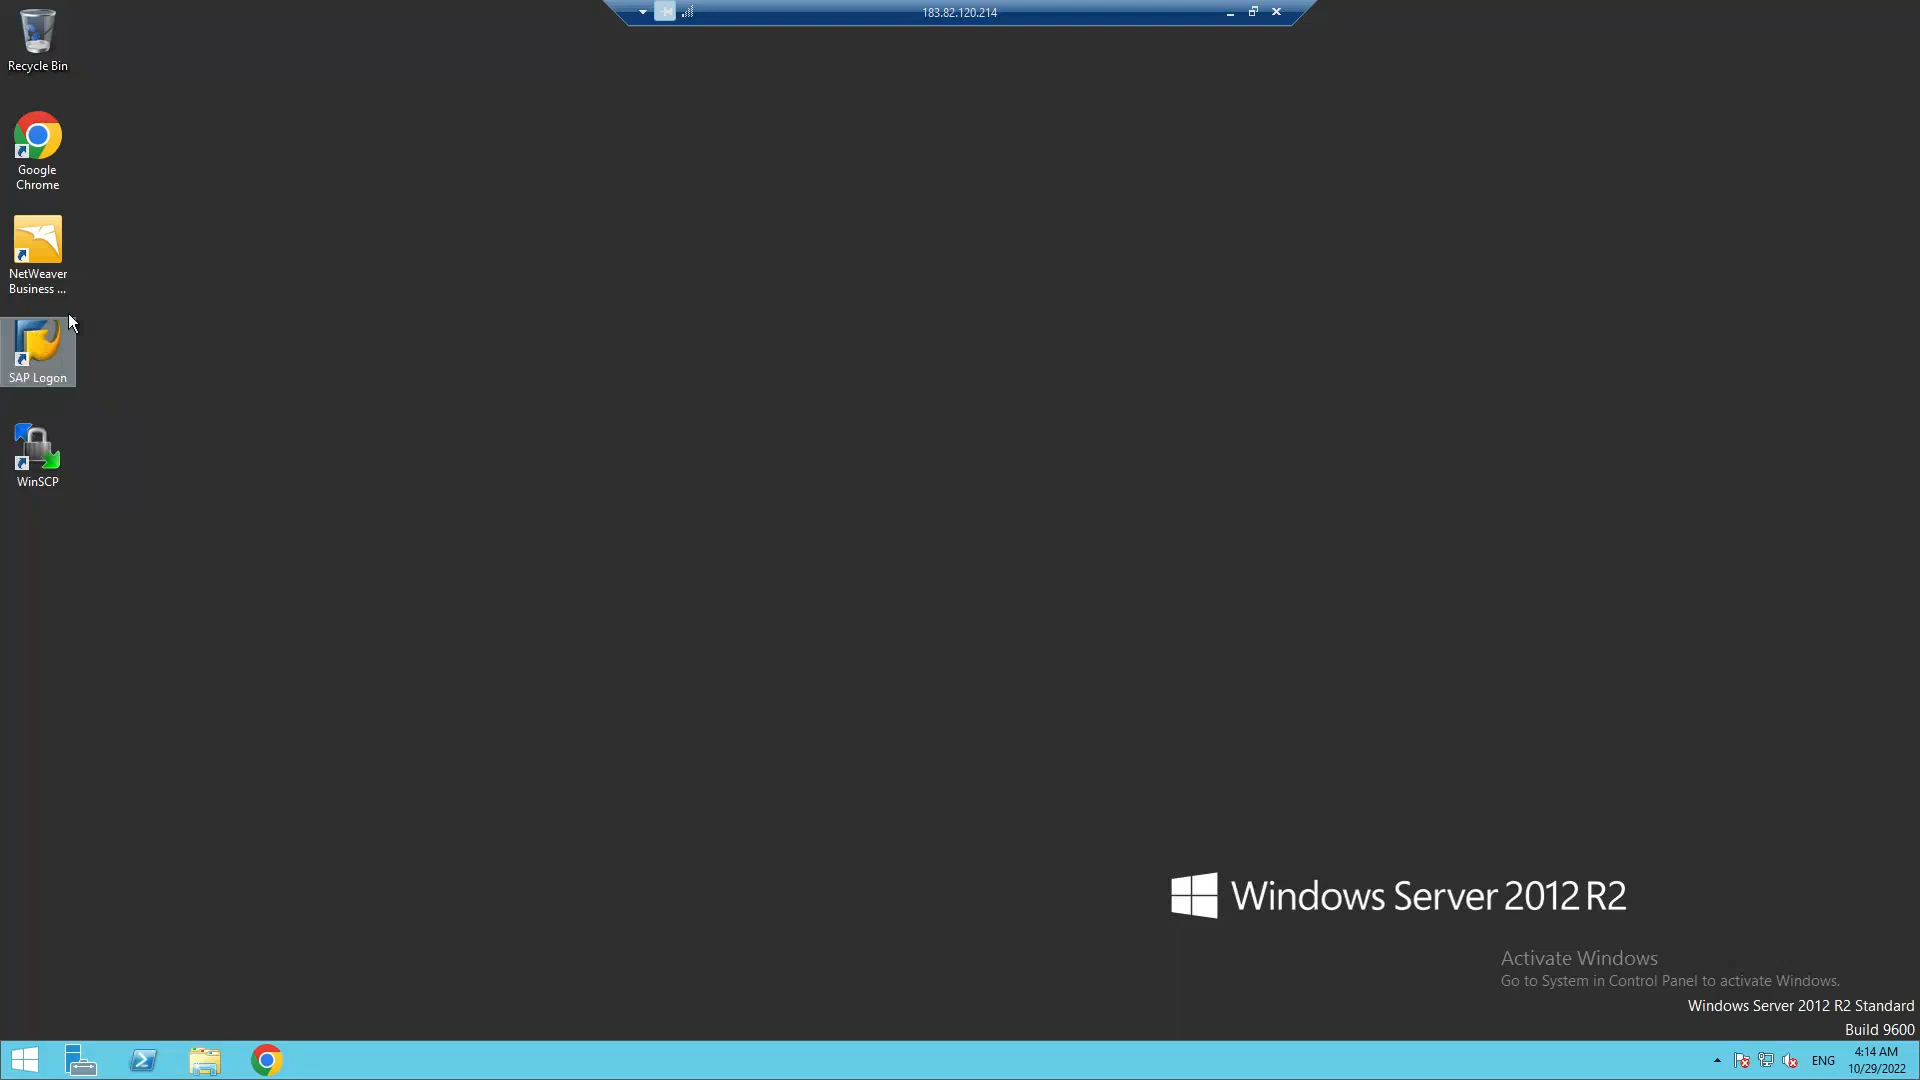 183.82.120.214
Recycle Bin
Google
Chrome
NetWeaver
Business ...
SAP Logon
WinSCP
Windows Server 2012 R2
Activate Windows
Go to System in Control Panel to activate Windows.
Windows Server 2012 R2 Standard
Build 9600
ENG
4:14 AM
10/29/2022